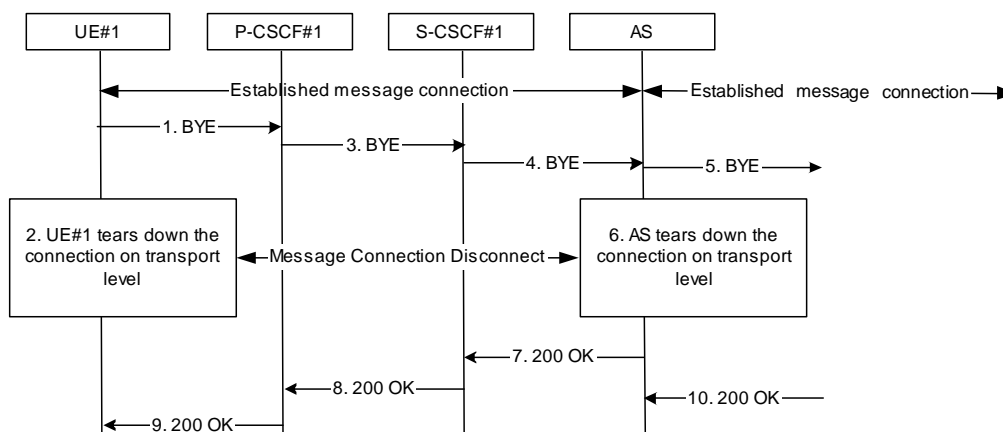 UE#1
P-CSCF#1
S-CSCF#1
AS
Established message connection
Established message connection
1. BYE
3. BYE
4. BYE
5. BYE
2. UE#1 tears down the
connection on transport
level
Message Connection Disconnect
6. AS tears down the
connection on transport
level
7. 200 OK
8. 200 OK
10. 200 OK
9. 200 OK